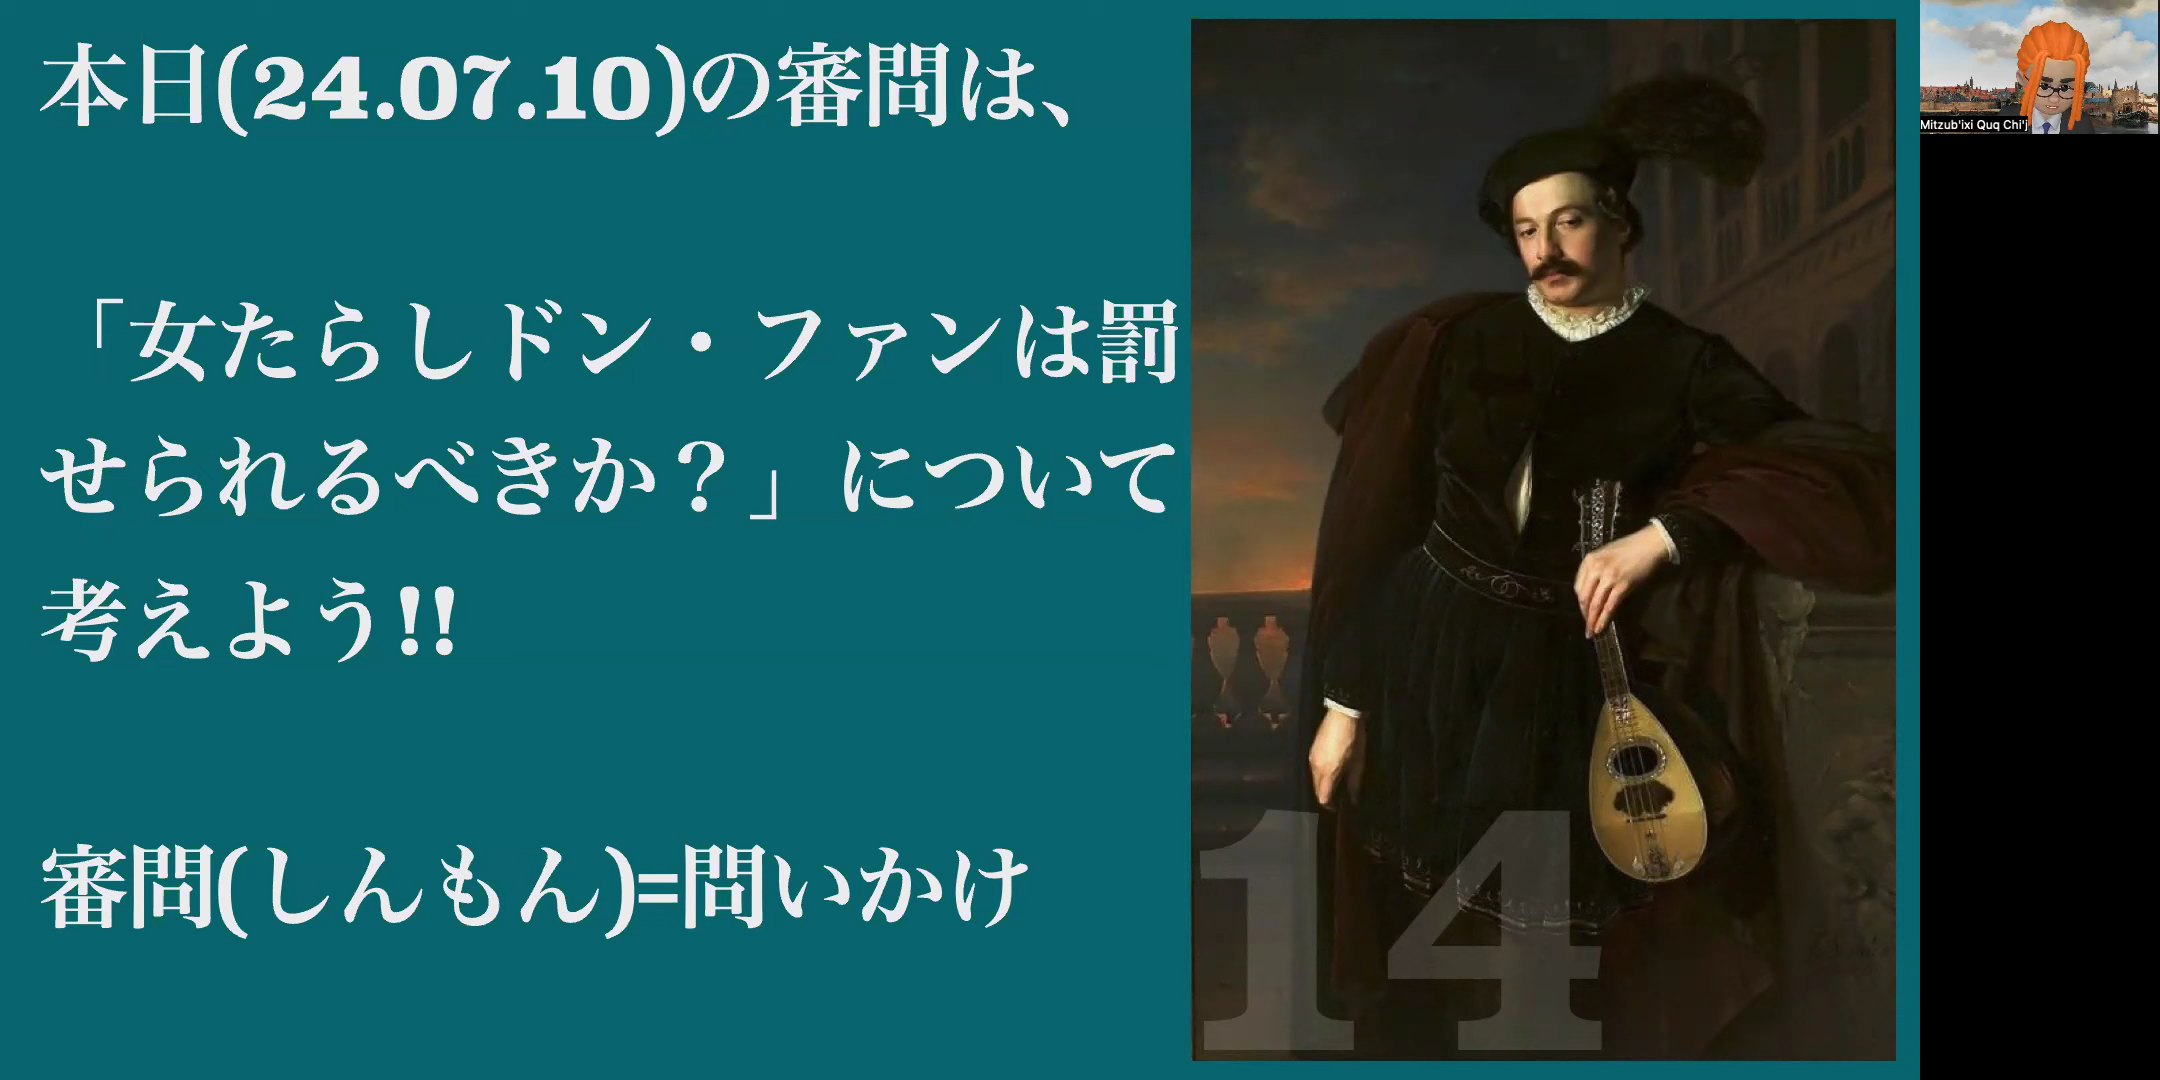 本日(24.07.10)の審問は、
「女たらしドン・ファンは罰
せられるべきか？」について
考えよう!!
審問(しんもん)=問いかけ
14
Mitzub'ixi Quq Chi'j